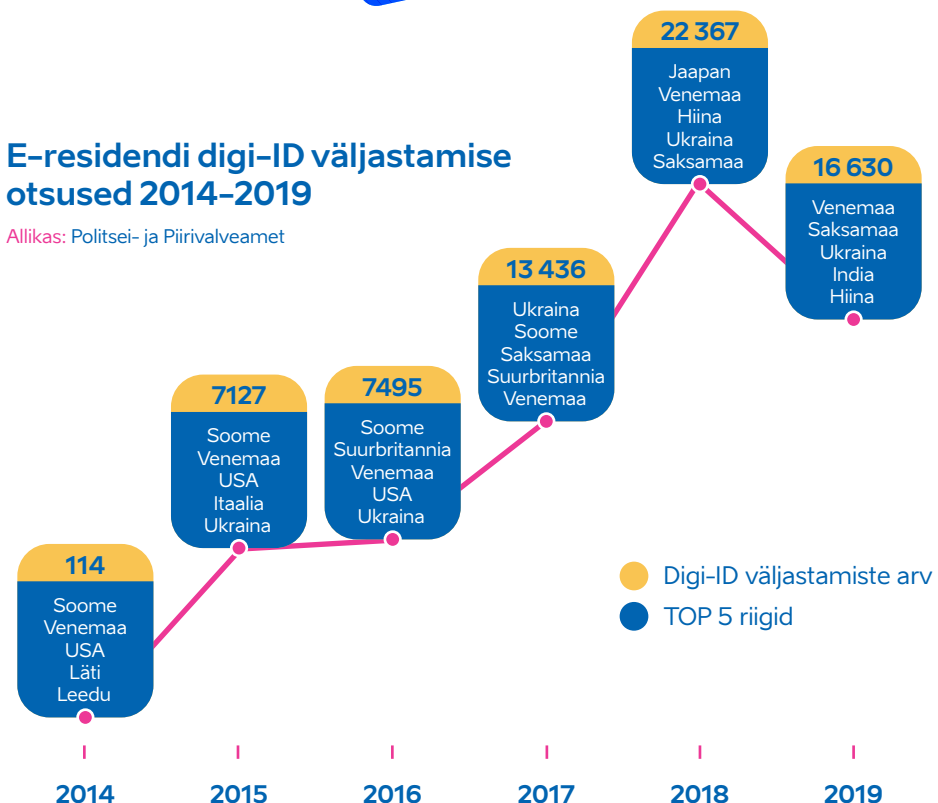 E-residendi digi-ID väljastamise
otsused 2014–2019
Allikas: Politsei- ja Piirivalveamet
114
Soome
Venemaa
USA
Läti
Leedu
7127
Soome
Venemaa
USA
Itaalia
Ukraina
7495
Soome
Suurbritannia
Venemaa
USA
Ukraina
13 436
Ukraina
Soome
Saksamaa
Suurbritannia
Venemaa
22 367
Jaapan
Venemaa
Hiina
Ukraina
Saksamaa
16 630
Venemaa
Saksamaa
Ukraina
India
Hiina
Digi-ID väljastamiste arv
TOP 5 riigid
2014
2015
2016
2017
2018
2019